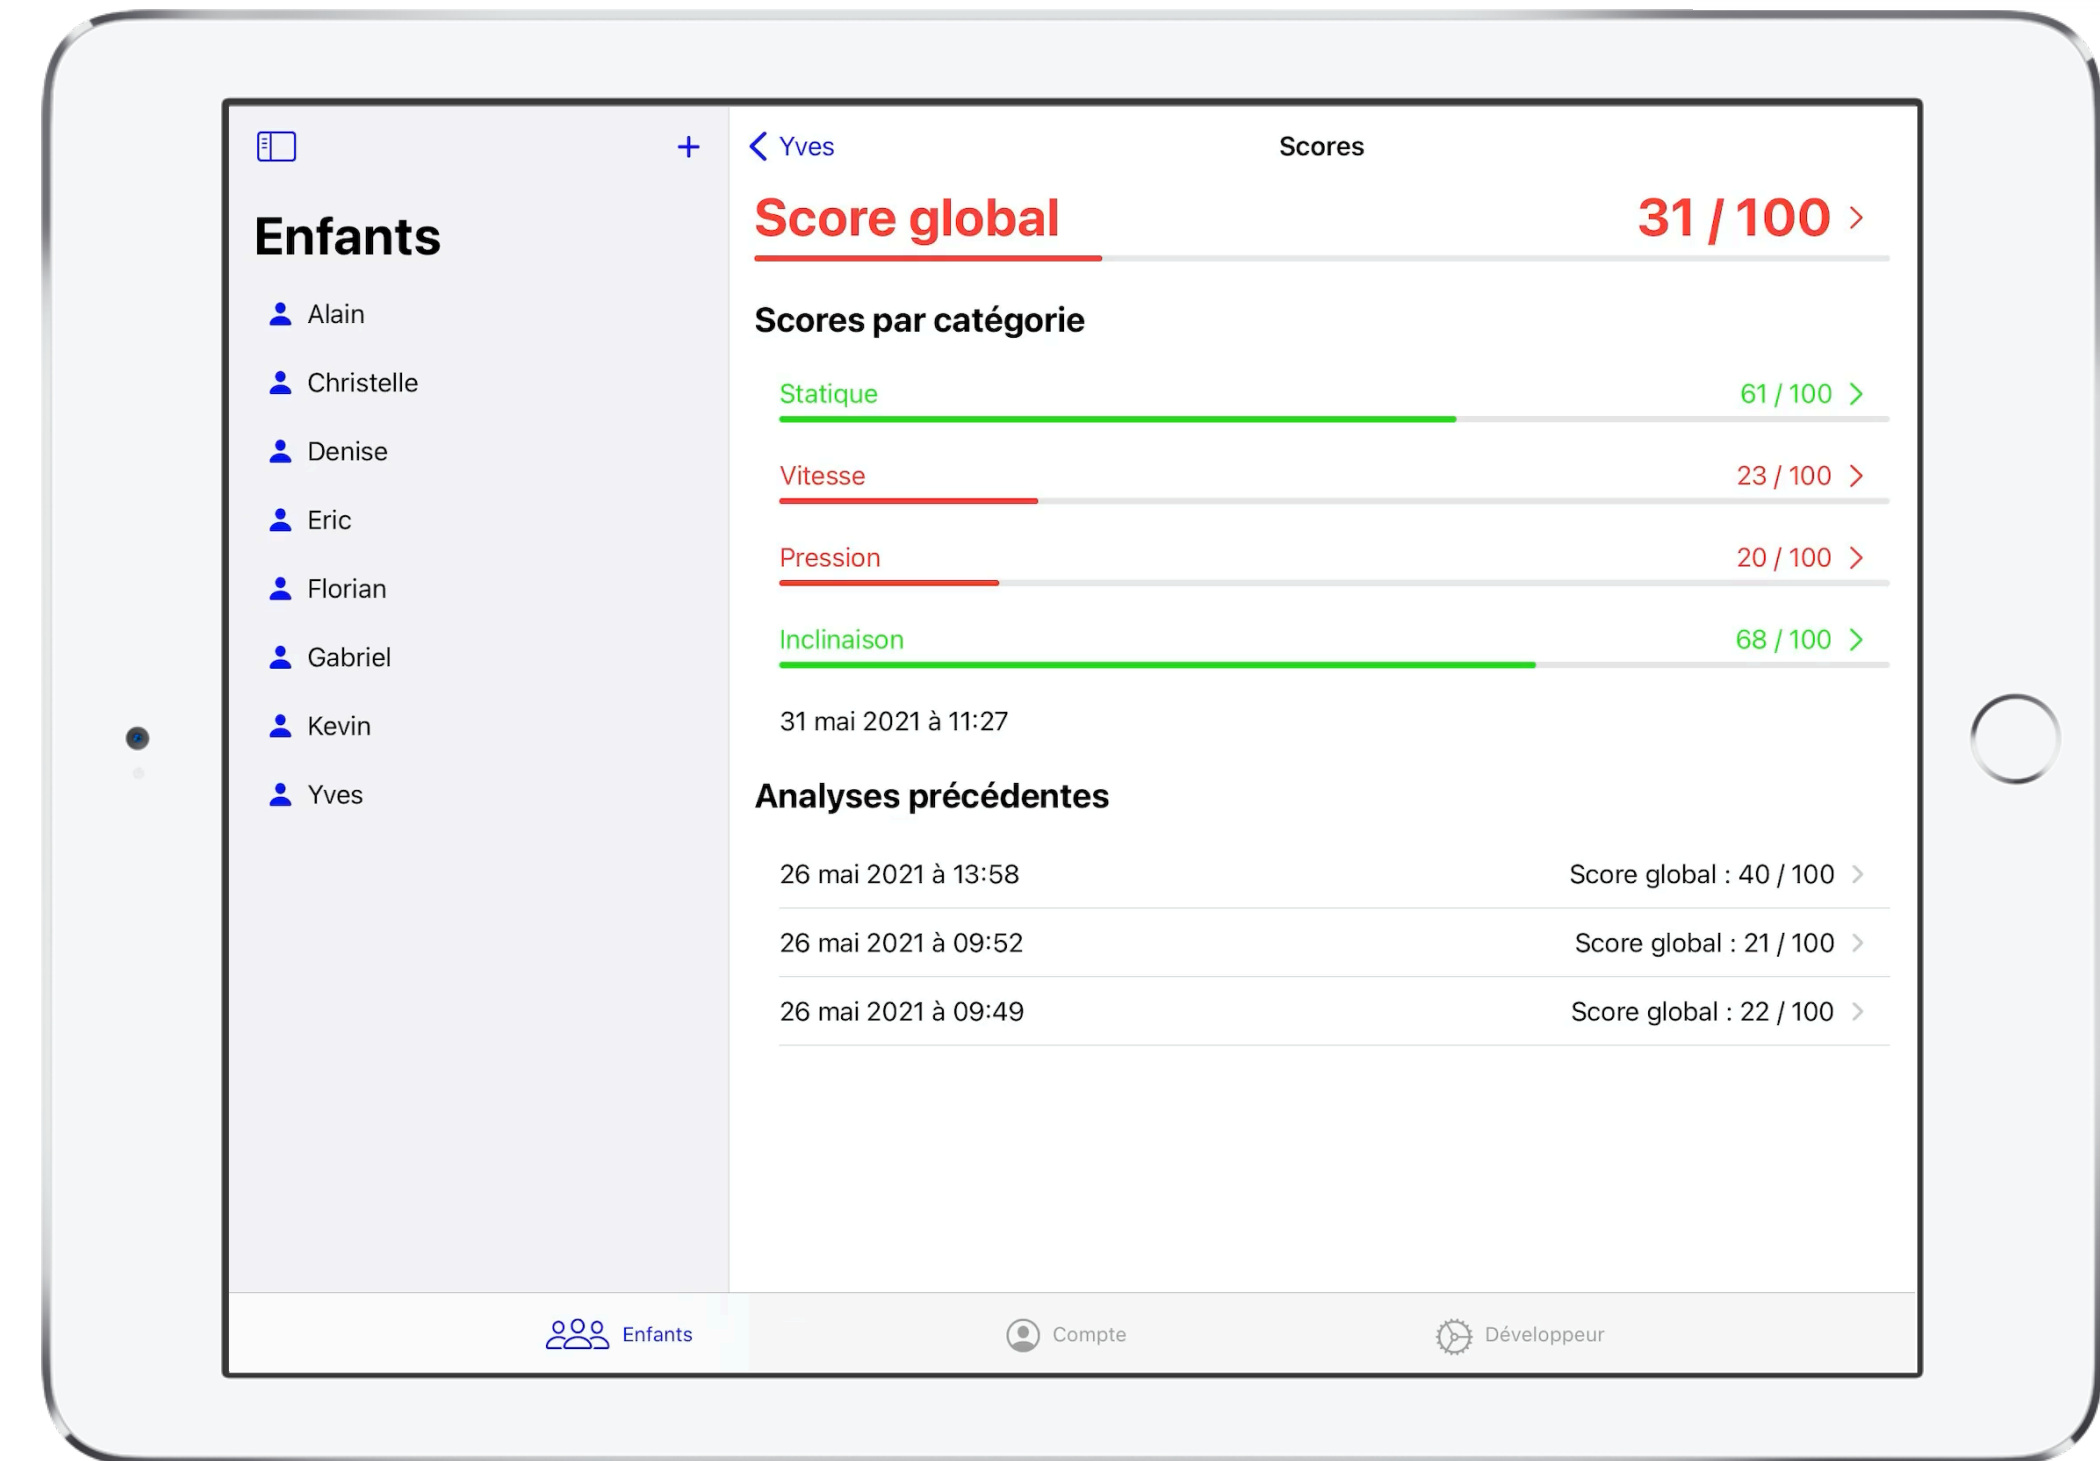 Enfants
Alain
Christelle
Denise
Eric
Florian
Gabriel
Kevin
Yves
Yves
Scores
Score global 31 / 100
Scores par catégorie
Statique 61 / 100
Vitesse 23 / 100
Pression 20 / 100
Inclinaison 68 / 100
31 mai 2021 à 11:27
Analyses précédentes
26 mai 2021 à 13:58 Score global : 40 / 100
26 mai 2021 à 09:52 Score global : 21 / 100
26 mai 2021 à 09:49 Score global : 22 / 100
Enfants Compte Développeur